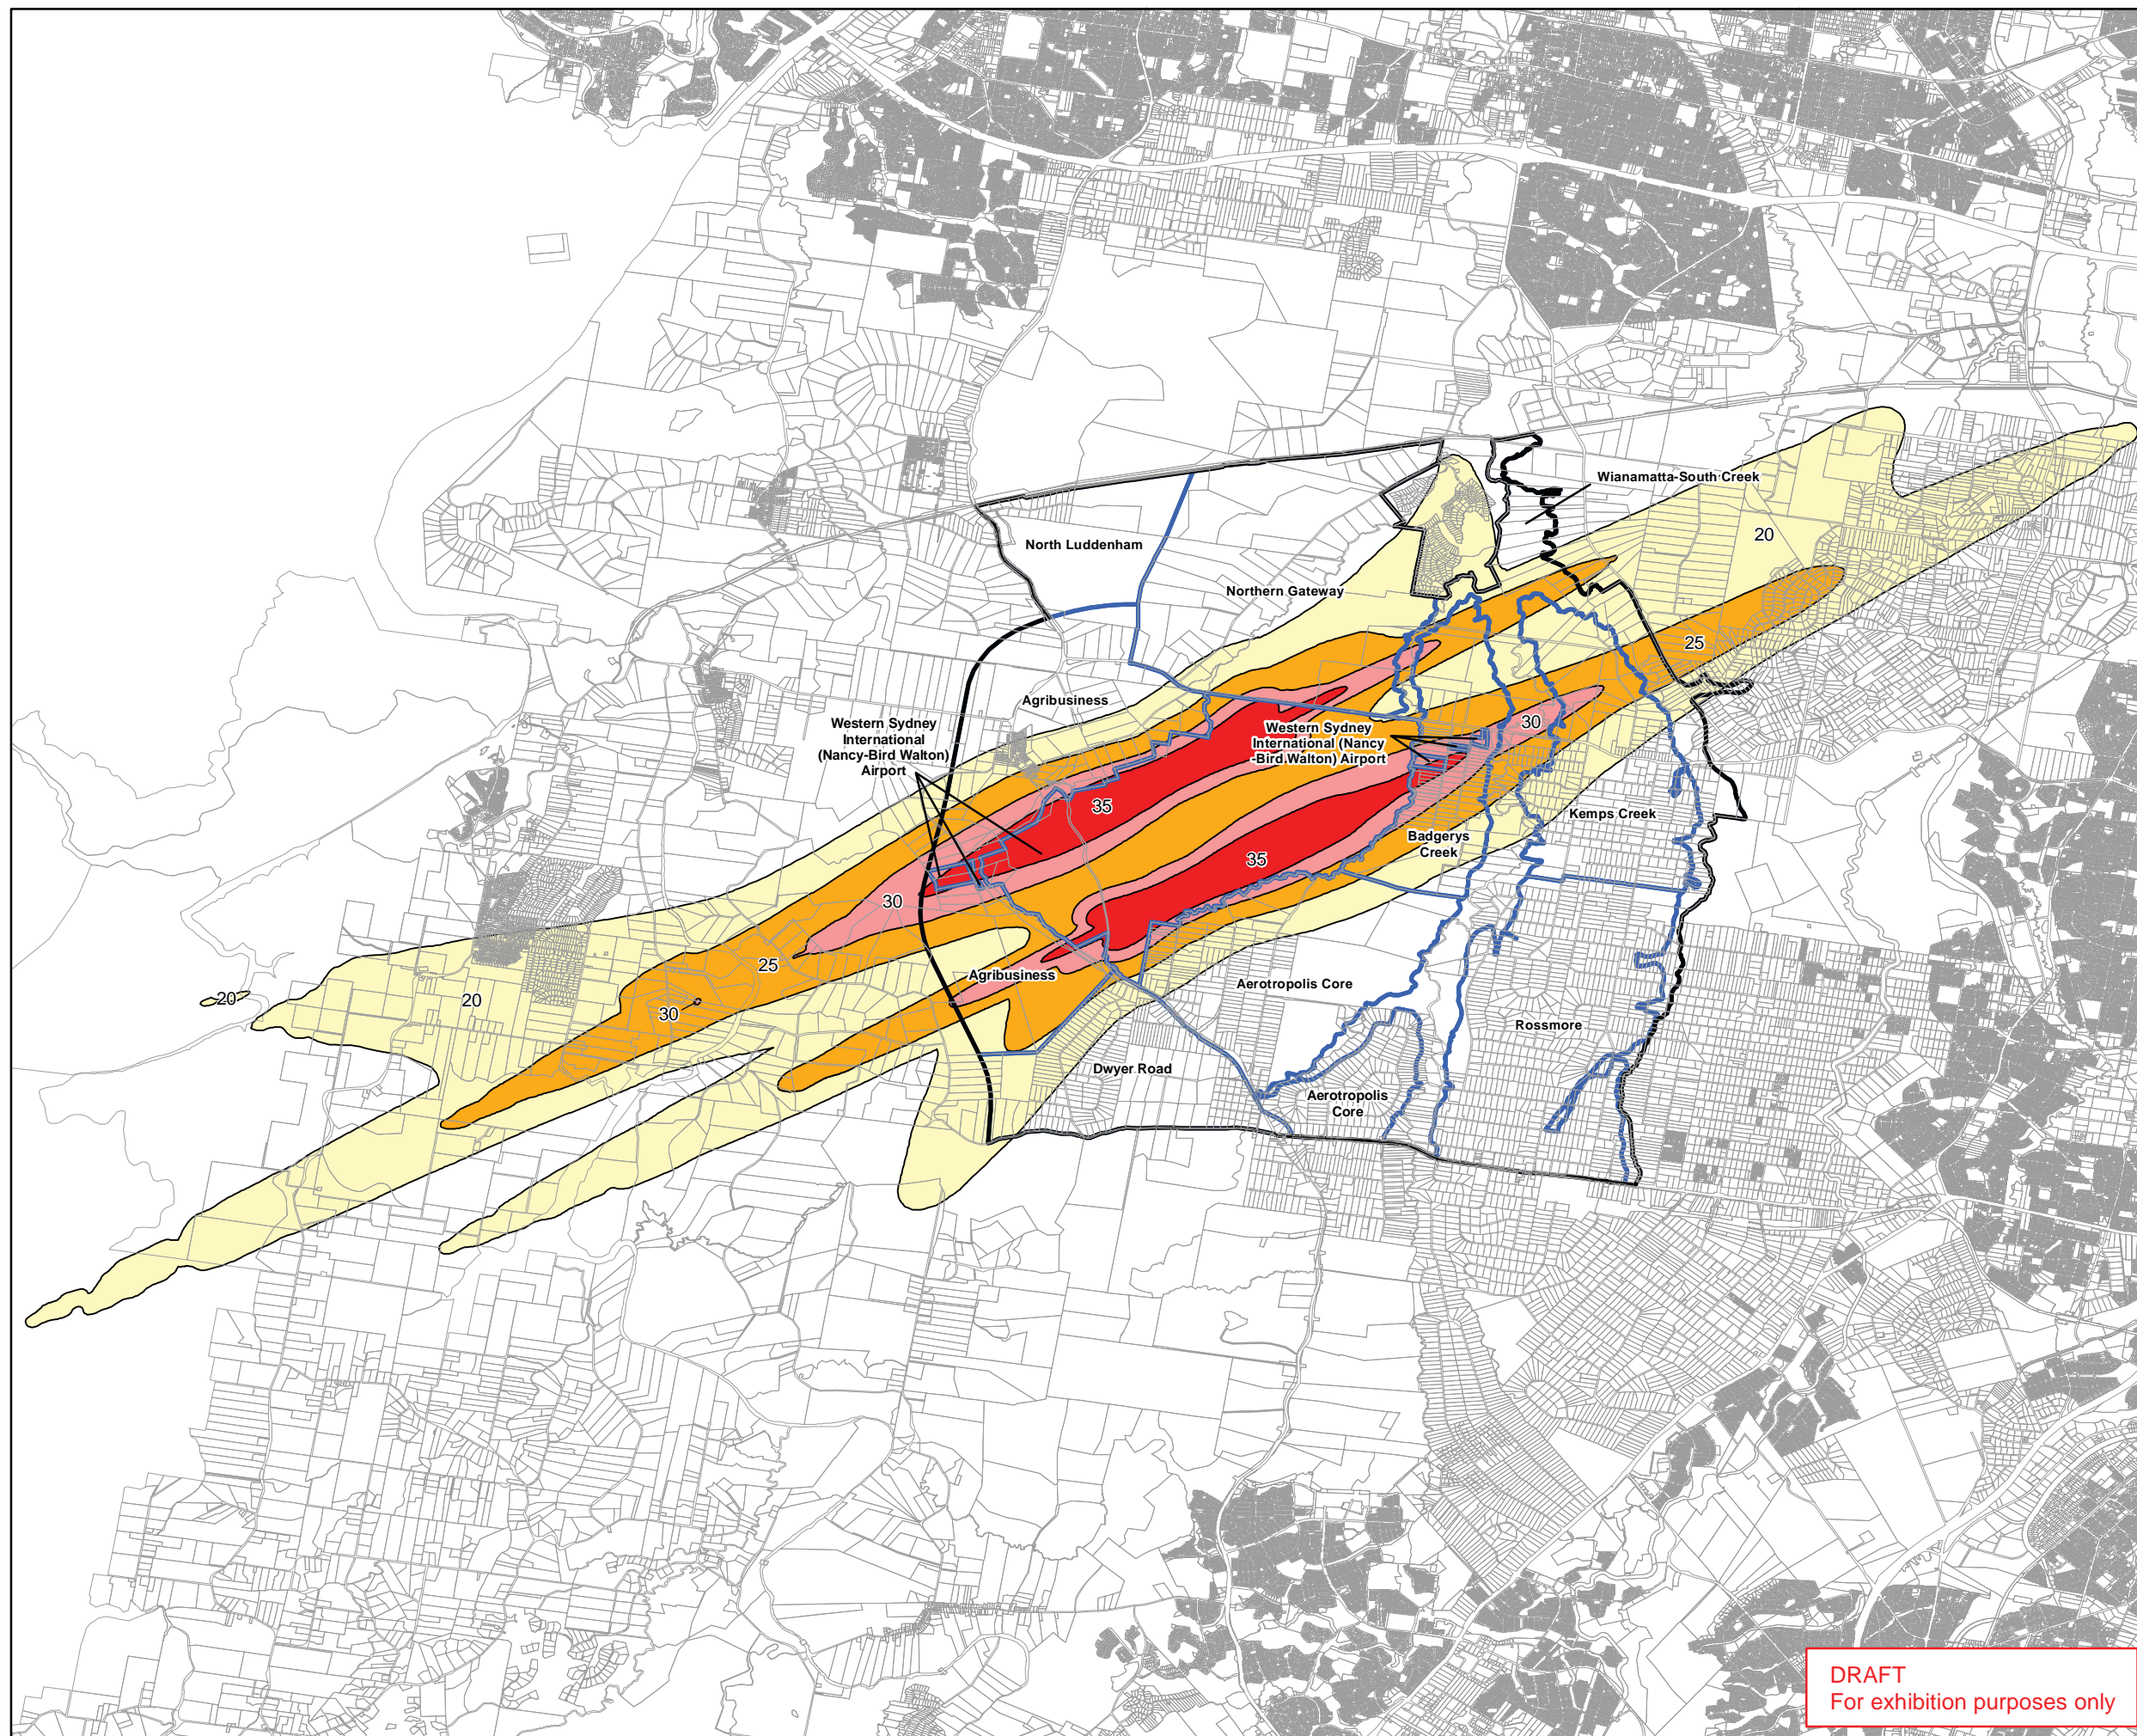 Wianamatta-South Creek
20
North Luddenham
Northern Gateway
25
Agribusiness
Western Sydney
International
(Nancy-Bird Walton)
Airport
30
Western Sydney
International (Nancy
-Bird Walton) Airport
35
Kemps Creek
Badgerys
Creek
35
30
25
Agribusiness
Aerotropolis Core
20
20
30
Rossmore
Dwyer Road
Aerotropolis
Core
DRAFT
For exhibition purposes only